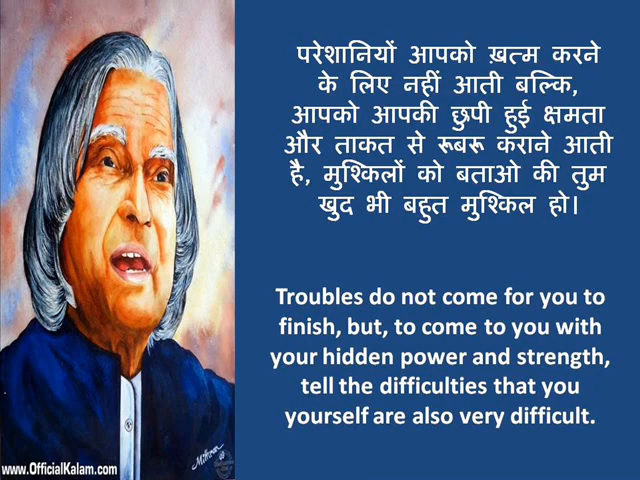 परेशानियों आपको ख़त्म करने
के लिए नहीं आती बल्कि,
आपको आपकी छुपी हुई क्षमता
और ताकत से रूबरू कराने आती
है, मुश्किलों को बताओ की तुम
खुद भी बहुत मुश्किल हो।
Troubles do not come for you to
finish, but, to come to you with
your hidden power and strength,
tell the difficulties that you
yourself are also very difficult.
Mithran
www.OfficialKalam.com